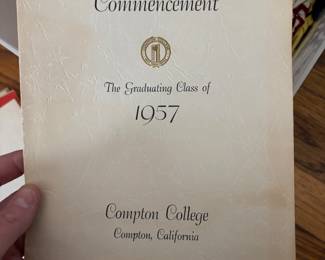 Commencement
The Graduating Class of
1957
Compton College
Compton, California